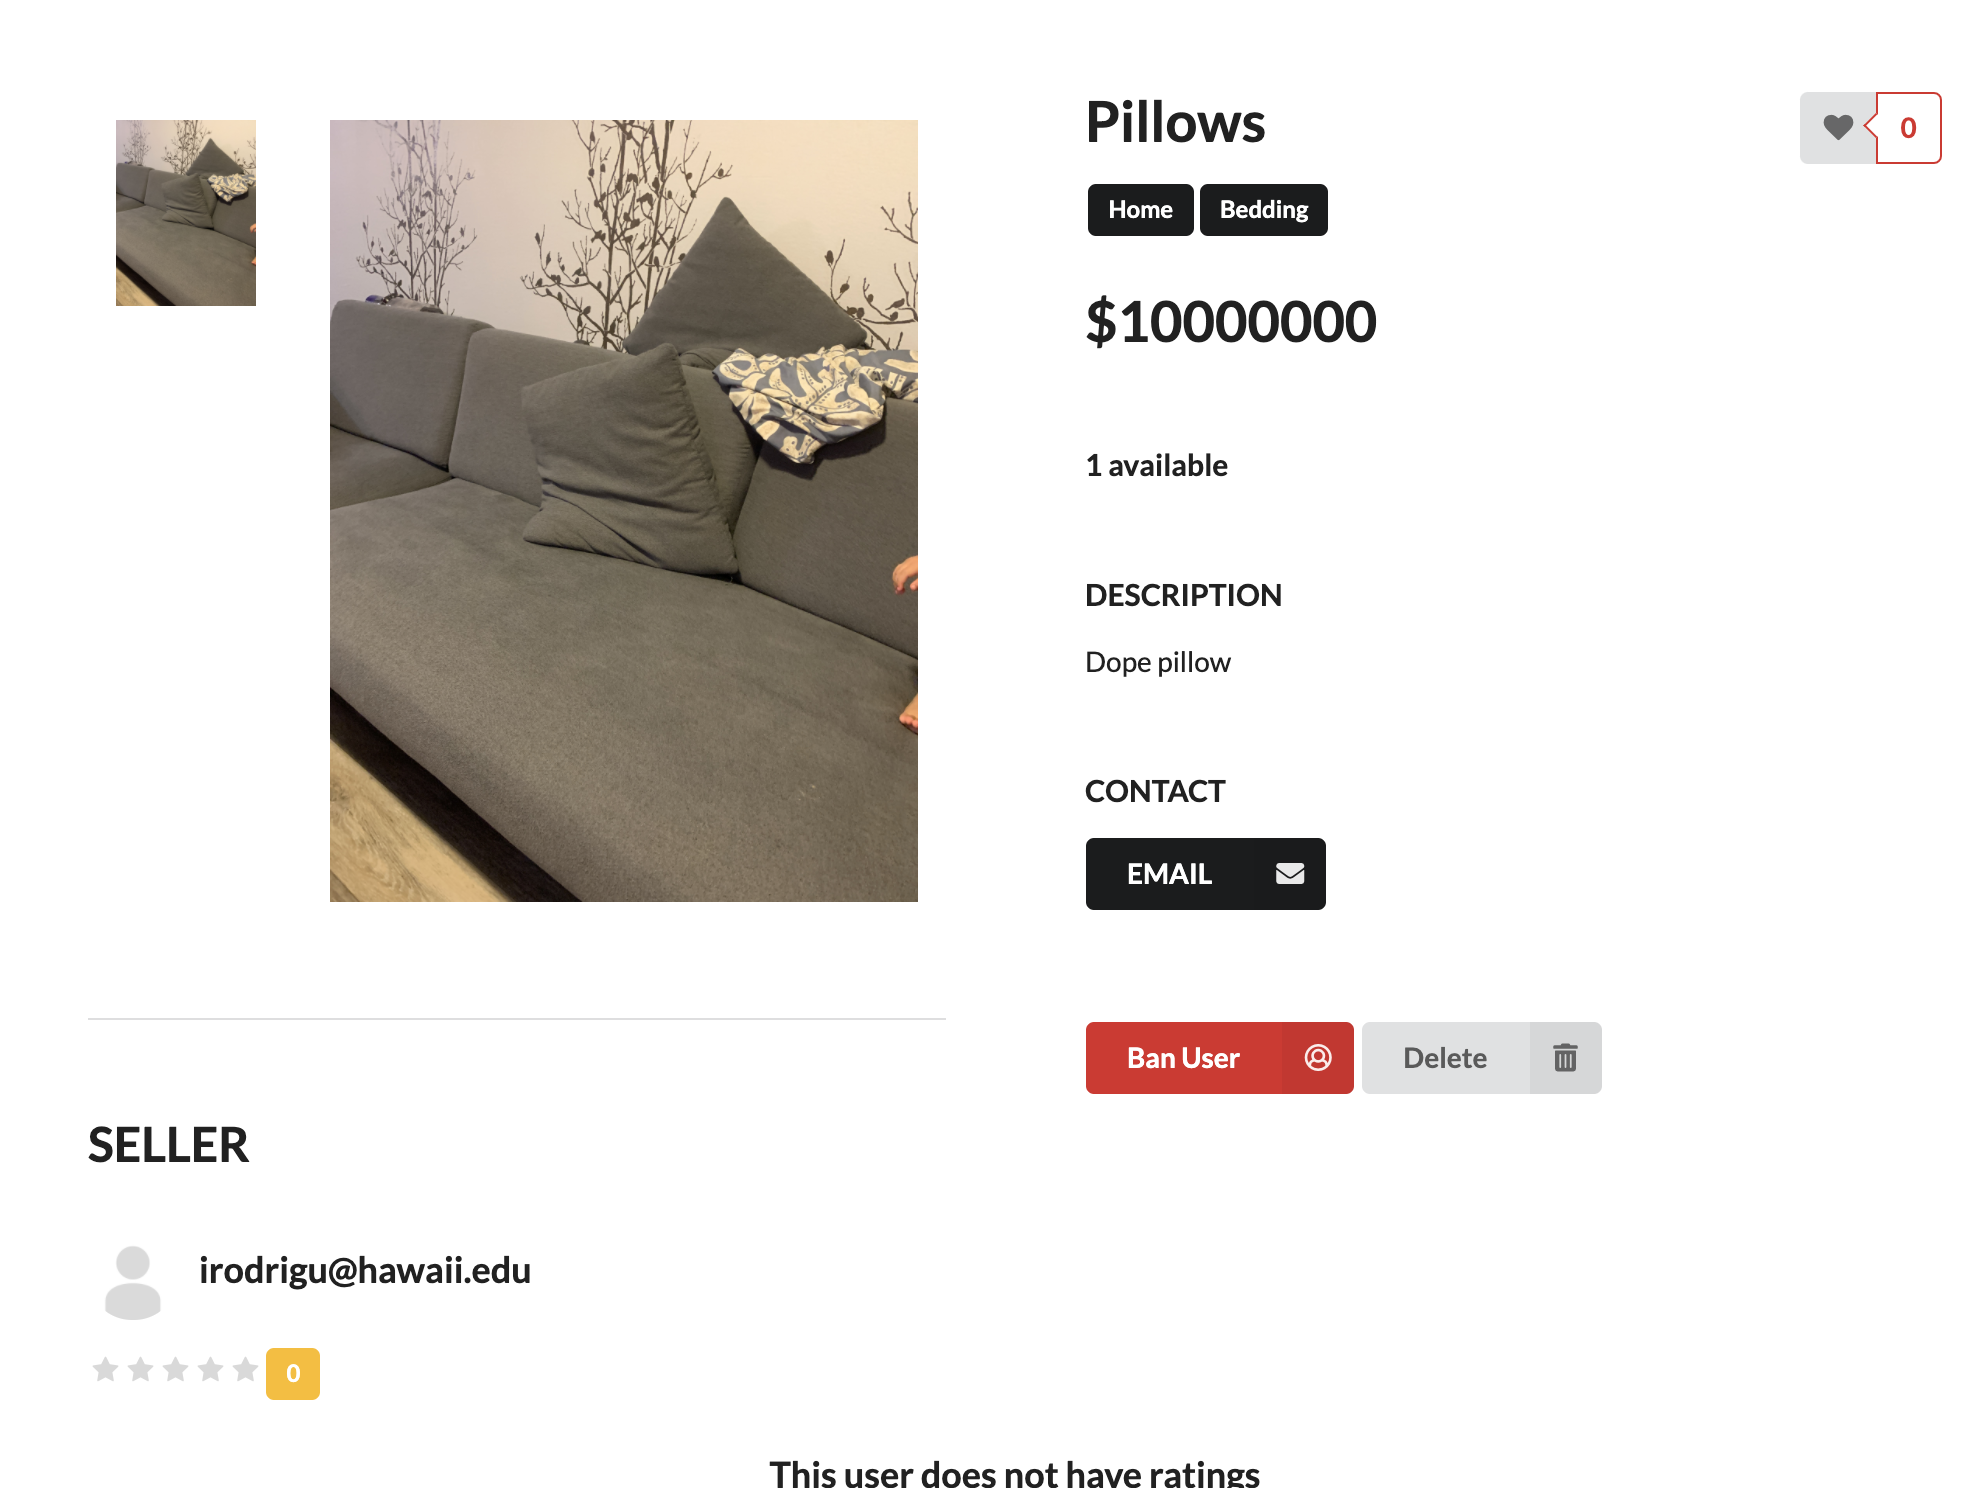 Pillows
0
Home Bedding
$10000000
1 available
DESCRIPTION
Dope pillow
CONTACT
EMAIL
Ban User Delete
SELLER
irodrigu@hawaii.edu
0
This user does not have ratings